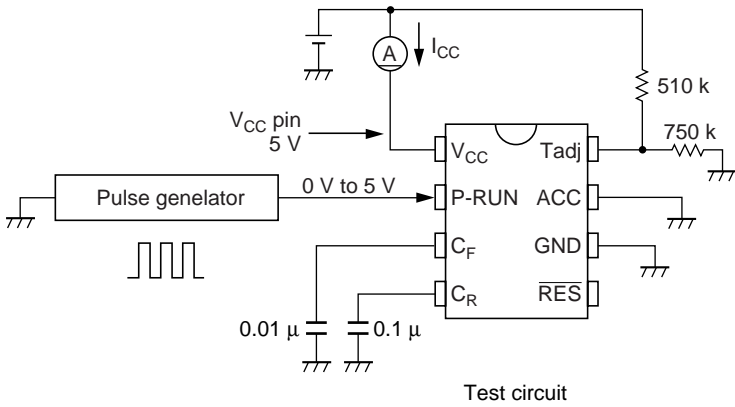 A
I_CC
510 k
V_CC pin
5 V
750 k
V_CC
Tadj
Pulse genelator
0 V to 5 V
P-RUN
ACC
C_F
GND
C_R
RES
0.01 μ
0.1 μ
Test circuit